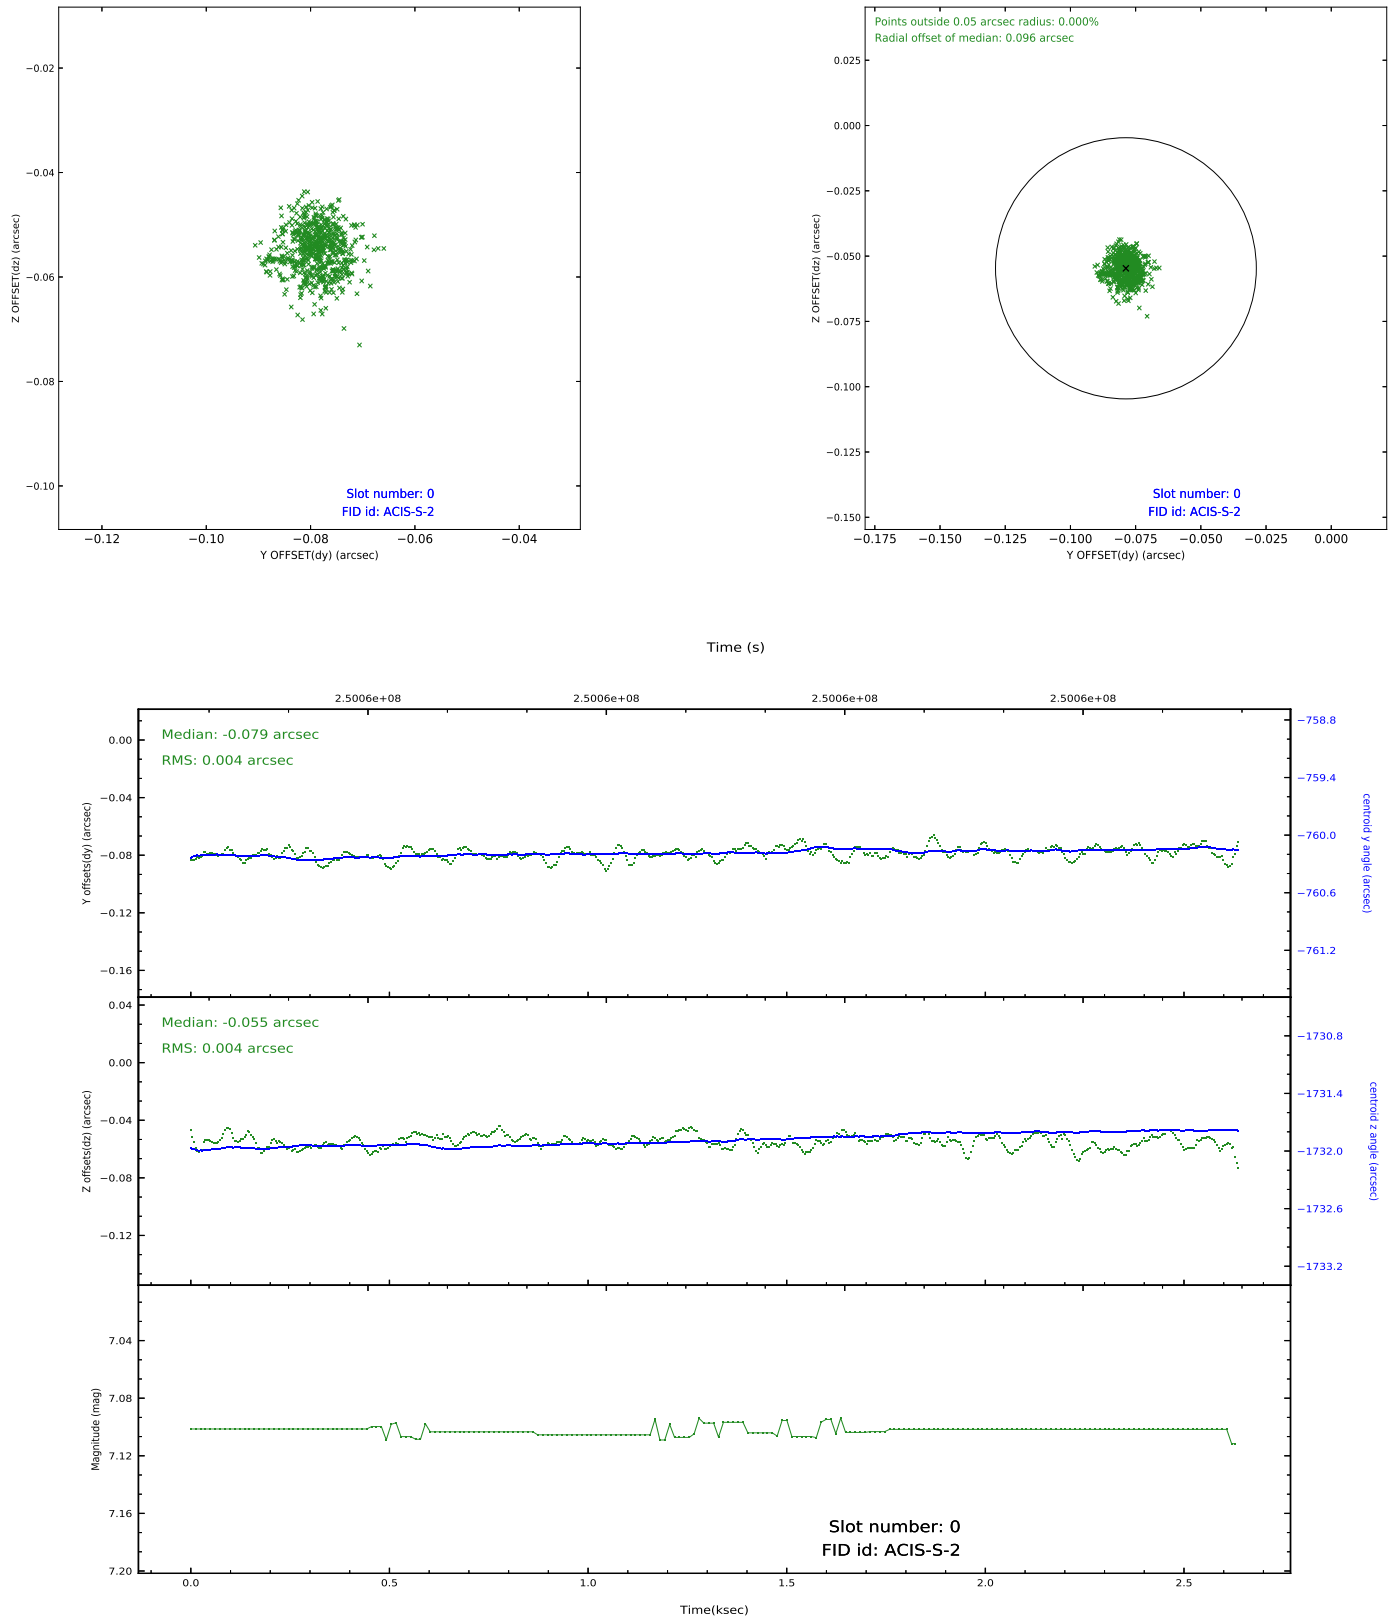 −0.02
−0.04
−0.06
−0.08
−0.10
Z OFFSET(dz) (arcsec)
Slot number: 0
FID id: ACIS-S-2
−0.12 −0.10 −0.08 −0.06 −0.04
Y OFFSET(dy) (arcsec)
Points outside 0.05 arcsec radius: 0.000%
Radial offset of median: 0.096 arcsec
0.025
0.000
−0.025
−0.050
−0.075
−0.100
−0.125
−0.150
Z OFFSET(dz) (arcsec)
Slot number: 0
FID id: ACIS-S-2
−0.175 −0.150 −0.125 −0.100 −0.075 −0.050 −0.025 0.000
Y OFFSET(dy) (arcsec)
Time (s)
2.5006e+08 2.5006e+08 2.5006e+08 2.5006e+08
Median: -0.079 arcsec
RMS: 0.004 arcsec
0.00
−0.04
−0.08
−0.12
−0.16
Y offsets(dy) (arcsec)
−758.8
−759.4
−760.0
−760.6
−761.2
centroid y angle (arcsec)
Median: -0.055 arcsec
RMS: 0.004 arcsec
0.04
0.00
−0.04
−0.08
−0.12
Z offsets(dz) (arcsec)
−1730.8
−1731.4
−1732.0
−1732.6
−1733.2
centroid z angle (arcsec)
7.04
7.08
7.12
7.16
7.20
Magnitude (mag)
Slot number: 0
FID id: ACIS-S-2
0.0 0.5 1.0 1.5 2.0 2.5
Time(ksec)